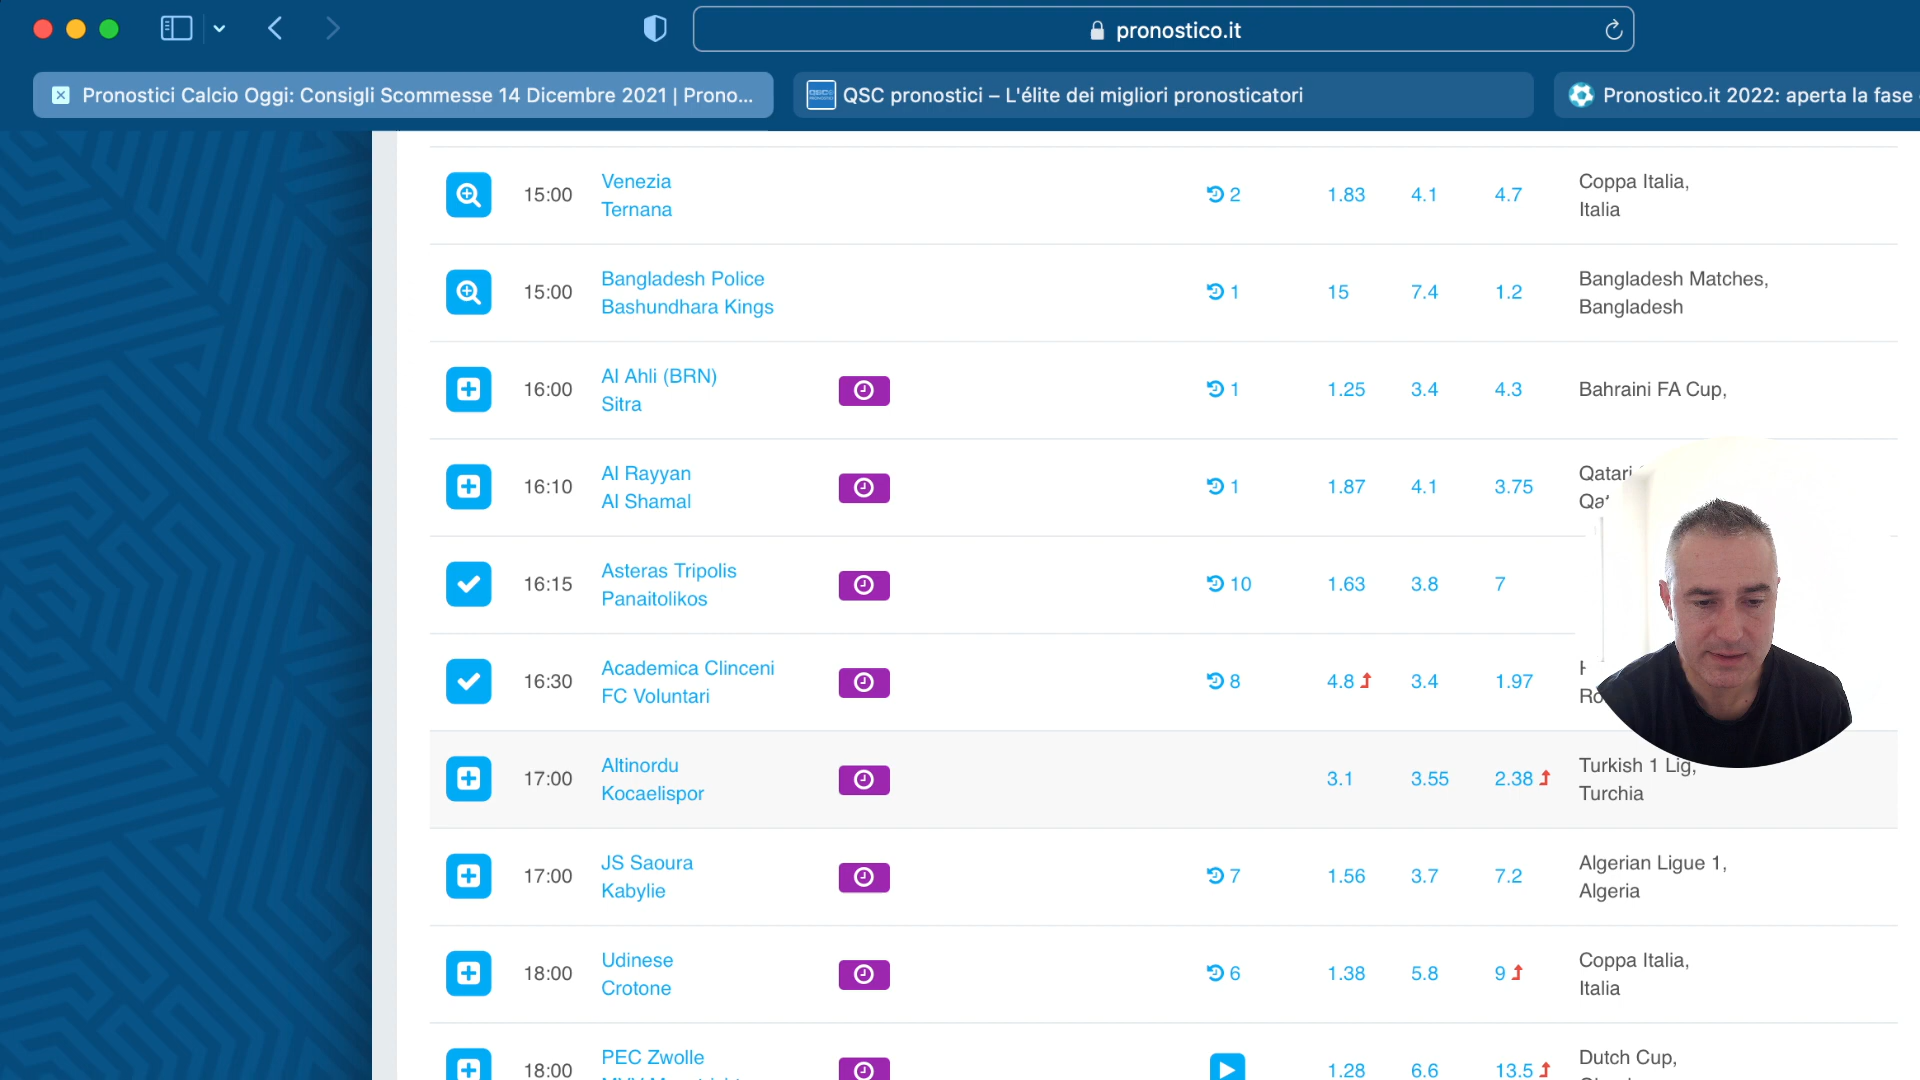 pronostico.it
Pronostici Calcio Oggi: Consigli Scommesse 14 Dicembre 2021 | Prono...
QSC pronostici – L'élite dei migliori pronosticatori
Pronostico.it 2022: aperta la fase
15:00 Venezia 2 1.83 4.1 4.7 Coppa Italia,
Ternana Italia
15:00 Bangladesh Police 1 15 7.4 1.2 Bangladesh Matches,
Bashundhara Kings Bangladesh
16:00 Al Ahli (BRN) 1 1.25 3.4 4.3 Bahraini FA Cup,
Sitra
16:10 Al Rayyan 1 1.87 4.1 3.75 Qatari
Al Shamal
16:15 Asteras Tripolis 10 1.63 3.8 7
Panaitolikos
16:30 Academica Clinceni 8 4.8 3.4 1.97
FC Voluntari
17:00 Altinordu 3.1 3.55 2.38 Turkish 1 Lig,
Kocaelispor Turchia
17:00 JS Saoura 7 1.56 3.7 7.2 Algerian Ligue 1,
Kabylie Algeria
18:00 Udinese 6 1.38 5.8 9 Coppa Italia,
Crotone Italia
18:00 PEC Zwolle 1.28 6.6 13.5 Dutch Cup,